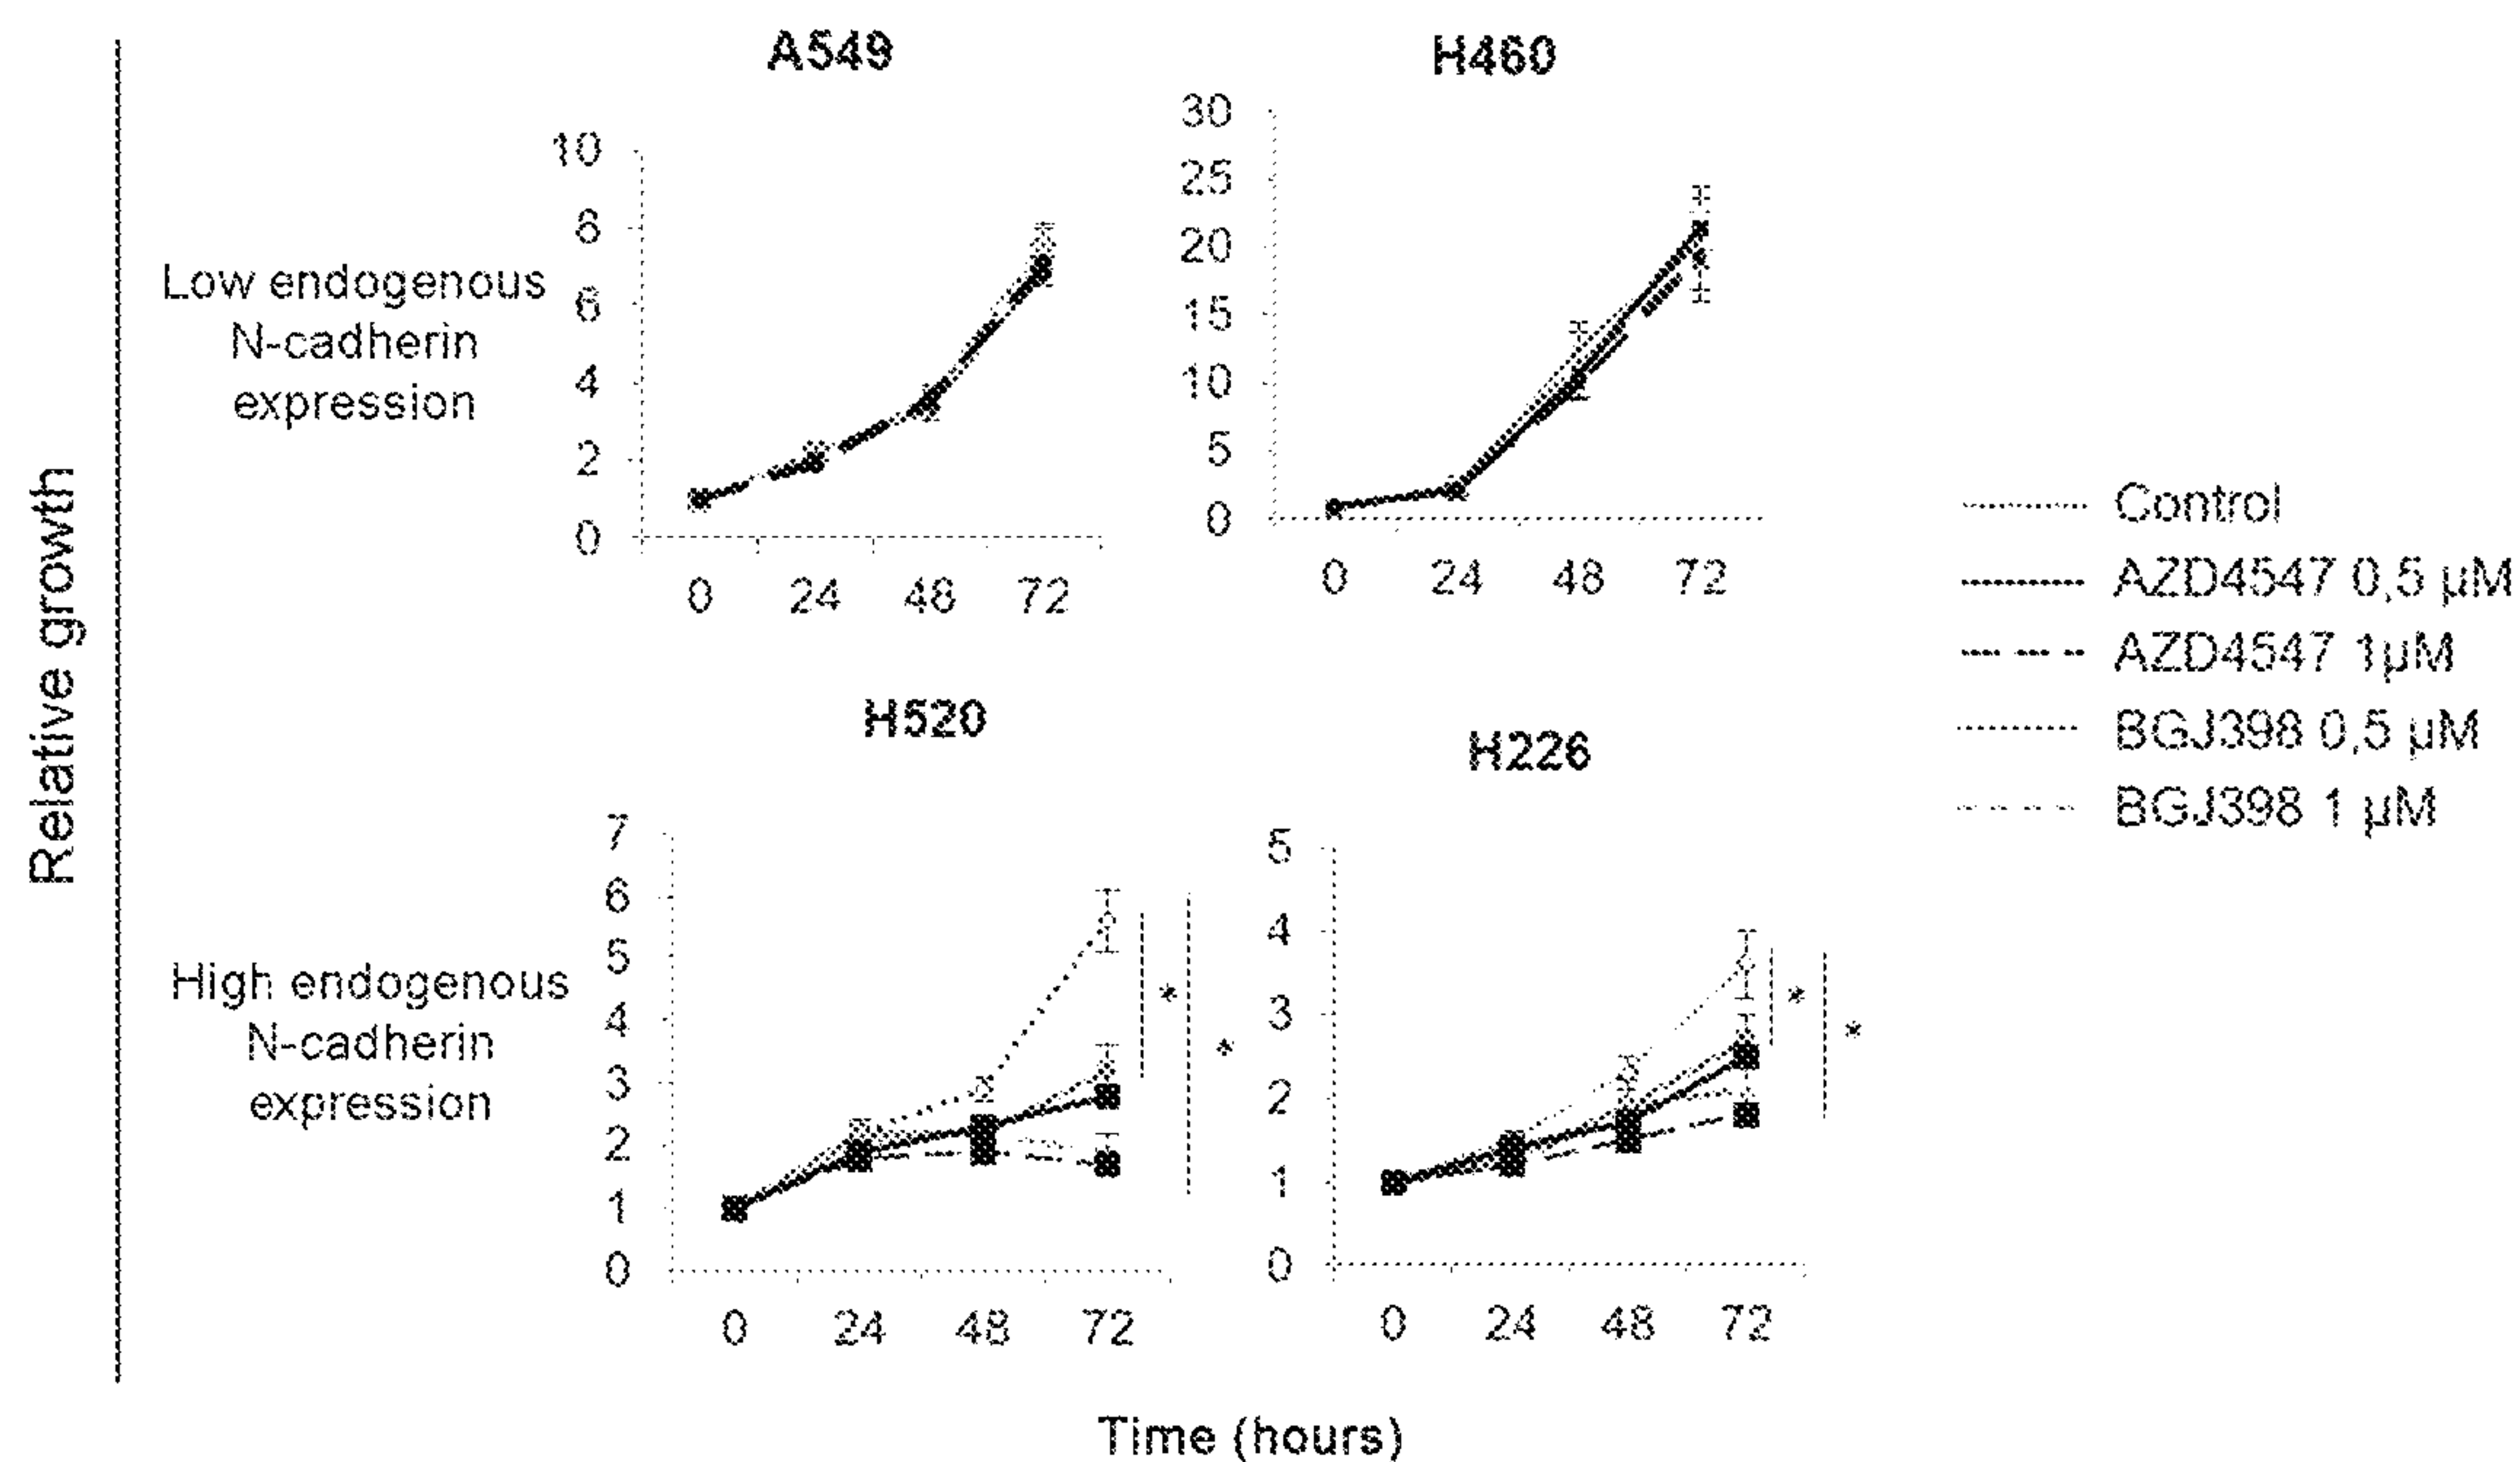 A549
H460
Relative growth
Low endogenous
N-cadherin
expression
10
8
6
4
2
0
0 24 48 72
30
25
20
15
10
5
0
0 24 48 72
Control
AZD4547 0,5 µM
AZD4547 1µM
BGJ398 0,5 µM
BGJ398 1 µM
H520
H226
High endogenous
N-cadherin
expression
7
6
5
4
3
2
1
0
0 24 48 72
*
*
5
4
3
2
1
0
0 24 48 72
*
*
Time (hours)